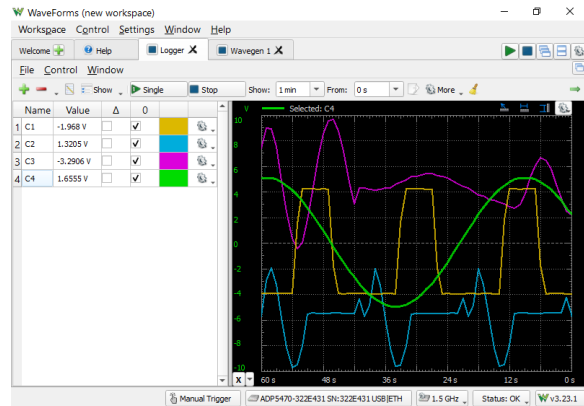 WaveForms (new workspace)
Workspace Control Settings Window Help
Welcome Help Logger Wavegen 1
File Control Window
Show Single Stop Show: 1 min From: 0 s More
Name Value Δ 0
1 C1 -1.968 V
2 C2 1.3205 V
3 C3 -3.2906 V
4 C4 1.6555 V
V Selected: C4
10
8
6
4
2
0
-2
-4
-6
-8
-10
X 60 s 48 s 36 s 24 s 12 s 0 s
Manual Trigger ADP5470-322E431 SN:322E431 USB|ETH 1.5 GHz Status: OK v3.23.1